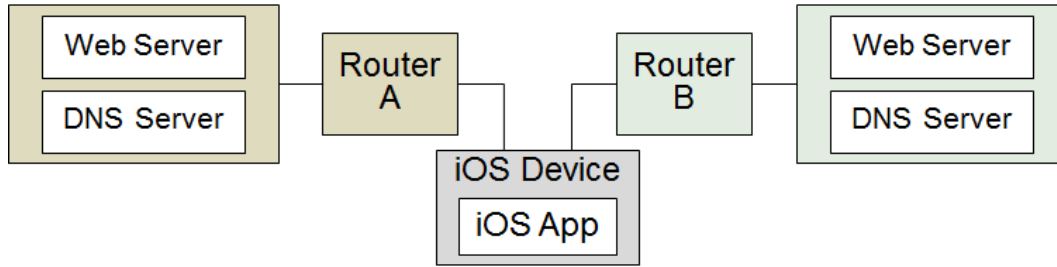 Web Server
DNS Server
Router
A
Router
B
Web Server
DNS Server
iOS Device
iOS App